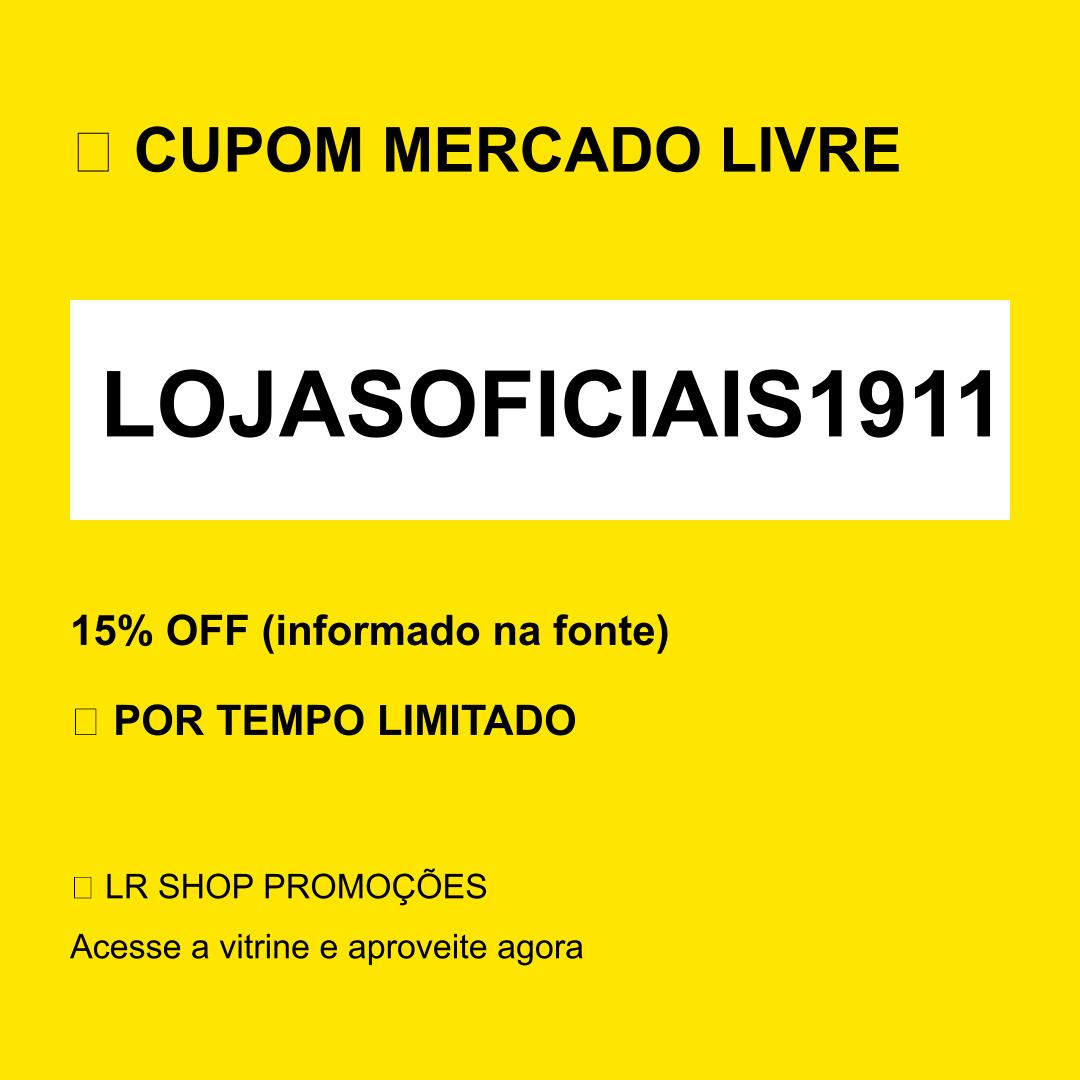 □ CUPOM MERCADO LIVRE
LOJASOFICIAIS1911
15% OFF (informado na fonte)
□ POR TEMPO LIMITADO
□ LR SHOP PROMOÇÕES
Acesse a vitrine e aproveite agora